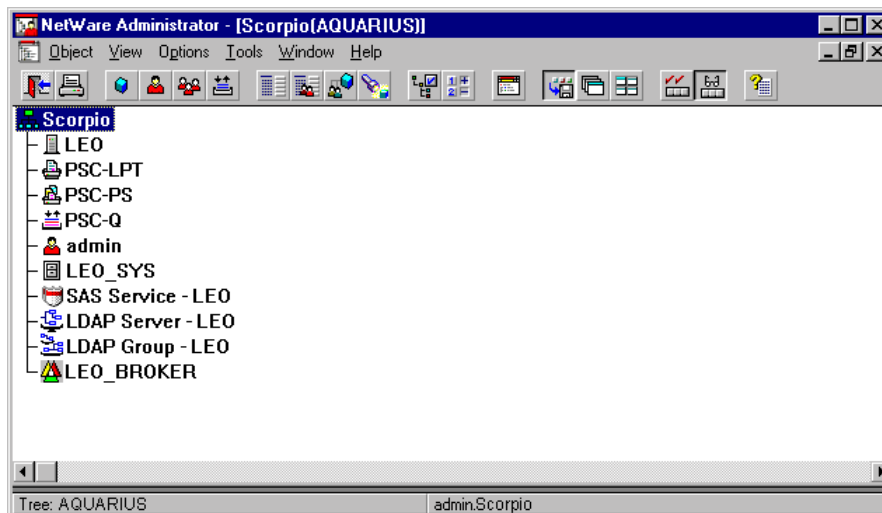 NetWare Administrator - [Scorpio(AQUARIUS)]
Object View Options Tools Window Help
Scorpio
LEO
PSC-LPT
PSC-PS
PSC-Q
admin
LEO_SYS
SAS Service - LEO
LDAP Server - LEO
LDAP Group - LEO
LEO_BROKER
Tree: AQUARIUS admin.Scorpio